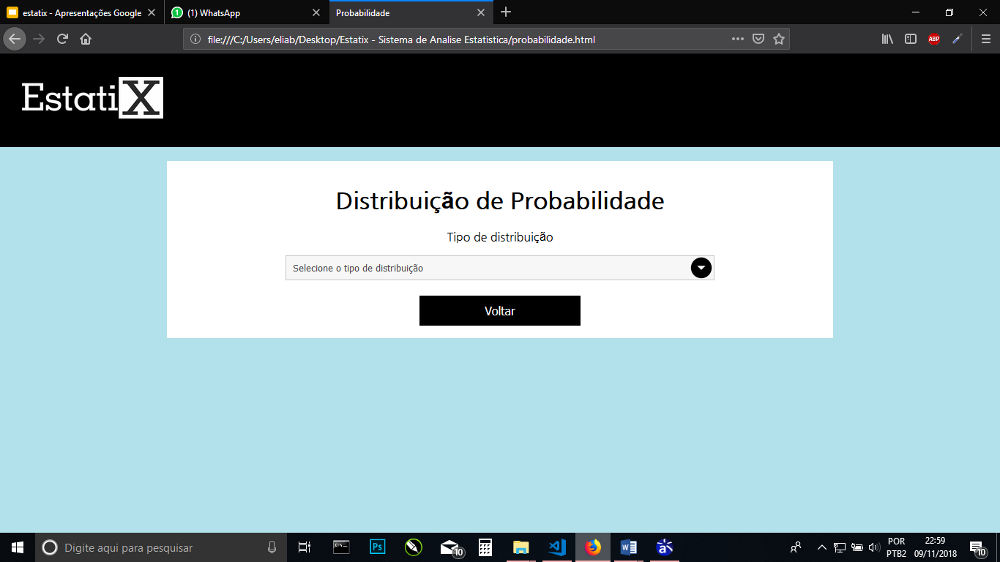 estatix - Apresentações Google
(1) WhatsApp
Probabilidade
file:///C:/Users/eliab/Desktop/Estatix - Sistema de Analise Estatistica/probabilidade.html
ABP
EstatiX
Distribuição de Probabilidade
Tipo de distribuição
Selecione o tipo de distribuição
Voltar
Digite aqui para pesquisar
Ps
10
W
POR
PTB2
22:59
09/11/2018
10